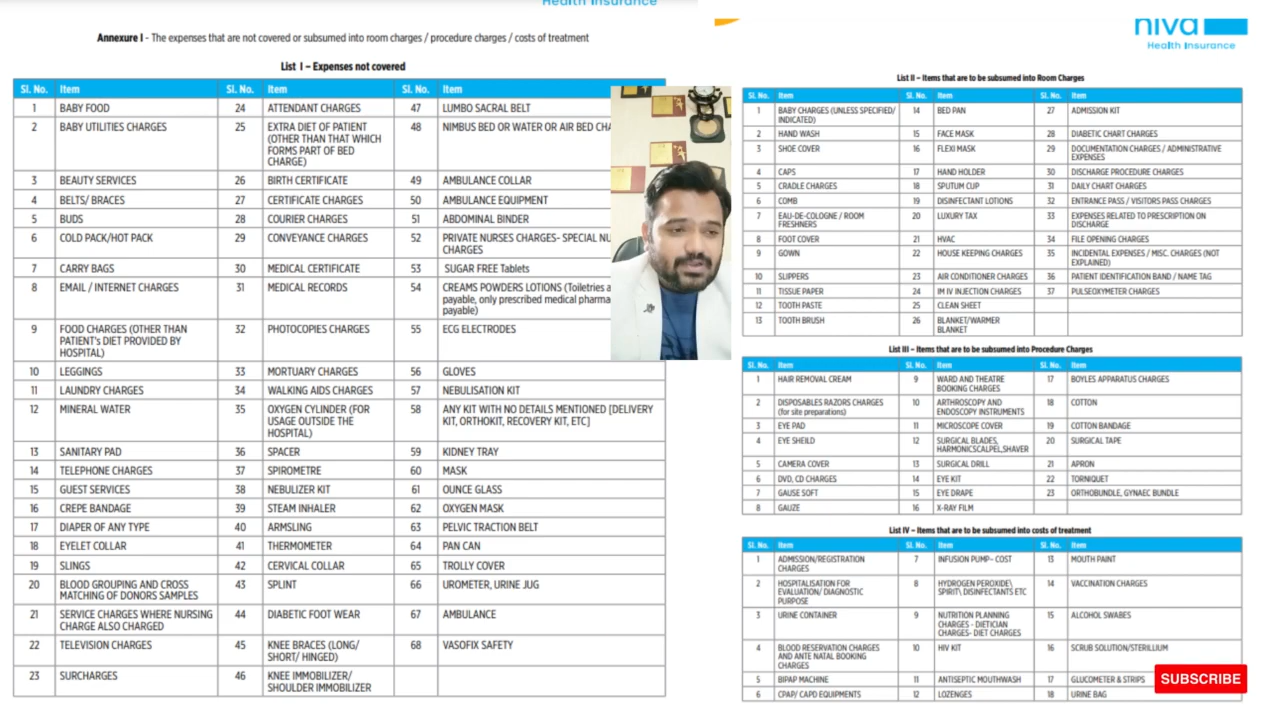 Health Insurance
Annexure I - The expenses that are not covered or subsumed into room charges / procedure charges / costs of treatment
List I – Expenses not covered
Sl. No. Item Sl. No. Item Sl. No. Item
1 BABY FOOD 24 ATTENDANT CHARGES 47 LUMBO SACRAL BELT
2 BABY UTILITIES CHARGES 25 EXTRA DIET OF PATIENT 48 NIMBUS BED OR WATER OR AIR BED
(OTHER THAN THAT WHICH
FORMS PART OF BED
CHARGE)
3 BEAUTY SERVICES 26 BIRTH CERTIFICATE 49 AMBULANCE COLLAR
4 BELTS/ BRACES 27 CERTIFICATE CHARGES 50 AMBULANCE EQUIPMENT
5 BUDS 28 COURIER CHARGES 51 ABDOMINAL BINDER
6 COLD PACK/HOT PACK 29 CONVEYANCE CHARGES 52 PRIVATE NURSES CHARGES- SPECIAL
CHARGES
7 CARRY BAGS 30 MEDICAL CERTIFICATE 53 SUGAR FREE Tablets
8 EMAIL / INTERNET CHARGES 31 MEDICAL RECORDS 54 CREAMS POWDERS LOTIONS (Toiletries
payable, only prescribed medical
payable)
9 FOOD CHARGES (OTHER THAN 32 PHOTOCOPIES CHARGES 55 ECG ELECTRODES
PATIENT's DIET PROVIDED BY
HOSPITAL)
10 LEGGINGS 33 MORTUARY CHARGES 56 GLOVES
11 LAUNDRY CHARGES 34 WALKING AIDS CHARGES 57 NEBULISATION KIT
12 MINERAL WATER 35 OXYGEN CYLINDER (FOR 58 ANY KIT WITH NO DETAILS MENTIONED [DELIVERY
USAGE OUTSIDE THE KIT, ORTHOKIT, RECOVERY KIT, ETC]
HOSPITAL)
13 SANITARY PAD 36 SPACER 59 KIDNEY TRAY
14 TELEPHONE CHARGES 37 SPIROMETRE 60 MASK
15 GUEST SERVICES 38 NEBULIZER KIT 61 OUNCE GLASS
16 CREPE BANDAGE 39 STEAM INHALER 62 OXYGEN MASK
17 DIAPER OF ANY TYPE 40 ARMSLING 63 PELVIC TRACTION BELT
18 EYELET COLLAR 41 THERMOMETER 64 PAN CAN
19 SLINGS 42 CERVICAL COLLAR 65 TROLLY COVER
20 BLOOD GROUPING AND CROSS 43 SPLINT 66 UROMETER, URINE JUG
MATCHING OF DONORS SAMPLES
21 SERVICE CHARGES WHERE NURSING 44 DIABETIC FOOT WEAR 67 AMBULANCE
CHARGE ALSO CHARGED
22 TELEVISION CHARGES 45 KNEE BRACES (LONG/ 68 VASOFIX SAFETY
SHORT/ HINGED)
23 SURCHARGES 46 KNEE IMMOBILIZER/
SHOULDER IMMOBILIZER
niva
Health Insurance
List II – Items that are to be subsumed into Room Charges
Sl. No. Item Sl. No. Item Sl. No. Item
1 BABY CHARGES (UNLESS SPECIFIED/ 14 BED PAN 27 ADMISSION KIT
INDICATED)
2 HAND WASH 15 FACE MASK 28 DIABETIC CHART CHARGES
3 SHOE COVER 16 FLEXI MASK 29 DOCUMENTATION CHARGES / ADMINISTRATIVE
EXPENSES
4 CAPS 17 HAND HOLDER 30 DISCHARGE PROCEDURE CHARGES
5 CRADLE CHARGES 18 SPUTUM CUP 31 DAILY CHART CHARGES
6 COMB 19 DISINFECTANT LOTIONS 32 ENTRANCE PASS / VISITORS PASS CHARGES
7 EAU-DE-COLOGNE / ROOM 20 LUXURY TAX 33 EXPENSES RELATED TO PRESCRIPTION ON
FRESHNERS DISCHARGE
8 FOOT COVER 21 HVAC 34 FILE OPENING CHARGES
9 GOWN 22 HOUSE KEEPING CHARGES 35 INCIDENTAL EXPENSES / MISC. CHARGES (NOT
EXPLAINED)
10 SLIPPERS 23 AIR CONDITIONER CHARGES 36 PATIENT IDENTIFICATION BAND / NAME TAG
11 TISSUE PAPER 24 IM IV INJECTION CHARGES 37 PULSEOXYMETER CHARGES
12 TOOTH PASTE 25 CLEAN SHEET
13 TOOTH BRUSH 26 BLANKET/WARMER
BLANKET
List III – Items that are to be subsumed into Procedure Charges
Sl. No. Item Sl. No. Item Sl. No. Item
1 HAIR REMOVAL CREAM 9 WARD AND THEATRE 17 BOYLES APPARATUS CHARGES
BOOKING CHARGES
2 DISPOSABLES RAZORS CHARGES 10 ARTHROSCOPY AND 18 COTTON
(for site preparations) ENDOSCOPY INSTRUMENTS
3 EYE PAD 11 MICROSCOPE COVER 19 COTTON BANDAGE
4 EYE SHEILD 12 SURGICAL BLADES, 20 SURGICAL TAPE
HARMONICSCALPEL,SHAVER
5 CAMERA COVER 13 SURGICAL DRILL 21 APRON
6 DVD, CD CHARGES 14 EYE KIT 22 TORNIQUET
7 GAUSE SOFT 15 EYE DRAPE 23 ORTHOBUNDLE, GYNAEC BUNDLE
8 GAUZE 16 X-RAY FILM
List IV – Items that are to be subsumed into costs of treatment
Sl. No. Item Sl. No. Item Sl. No. Item
1 ADMISSION/REGISTRATION 7 INFUSION PUMP– COST 13 MOUTH PAINT
CHARGES
2 HOSPITALISATION FOR 8 HYDROGEN PEROXIDE\ 14 VACCINATION CHARGES
EVALUATION/ DIAGNOSTIC SPIRIT\ DISINFECTANTS ETC
PURPOSE
3 URINE CONTAINER 9 NUTRITION PLANNING 15 ALCOHOL SWABES
CHARGES - DIETICIAN
CHARGES- DIET CHARGES
4 BLOOD RESERVATION CHARGES 10 HIV KIT 16 SCRUB SOLUTION/STERILLIUM
AND ANTE NATAL BOOKING
CHARGES
5 BIPAP MACHINE 11 ANTISEPTIC MOUTHWASH 17 GLUCOMETER & STRIPS
6 CPAP/ CAPD EQUIPMENTS 12 LOZENGES 18 URINE BAG
SUBSCRIBE